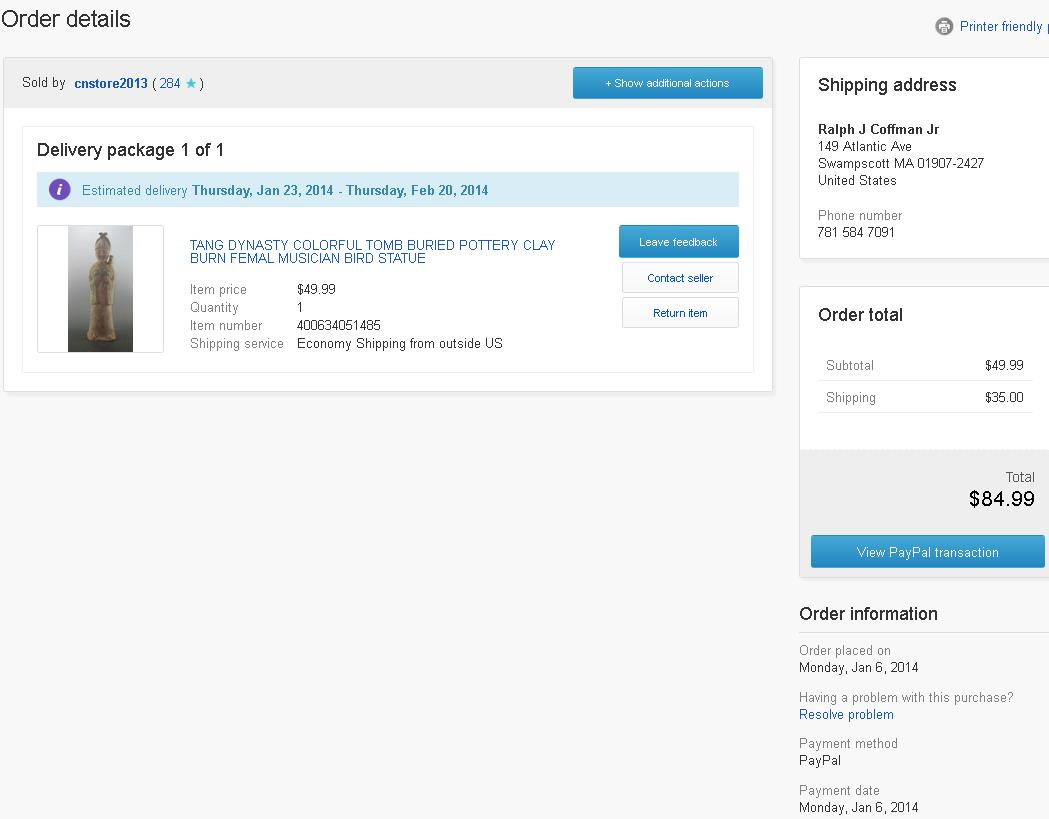 Order details
Printer friendly
Sold by cnstore2013 ( 284 ★ )
+ Show additional actions
Delivery package 1 of 1
i Estimated delivery Thursday, Jan 23, 2014 - Thursday, Feb 20, 2014
TANG DYNASTY COLORFUL TOMB BURIED POTTERY CLAY
BURN FEMAL MUSICIAN BIRD STATUE
Item price $49.99
Quantity 1
Item number 400634051485
Shipping service Economy Shipping from outside US
Leave feedback
Contact seller
Return item
Shipping address
Ralph J Coffman Jr
149 Atlantic Ave
Swampscott MA 01907-2427
United States
Phone number
781 584 7091
Order total
Subtotal $49.99
Shipping $35.00
Total
$84.99
View PayPal transaction
Order information
Order placed on
Monday, Jan 6, 2014
Having a problem with this purchase?
Resolve problem
Payment method
PayPal
Payment date
Monday, Jan 6, 2014